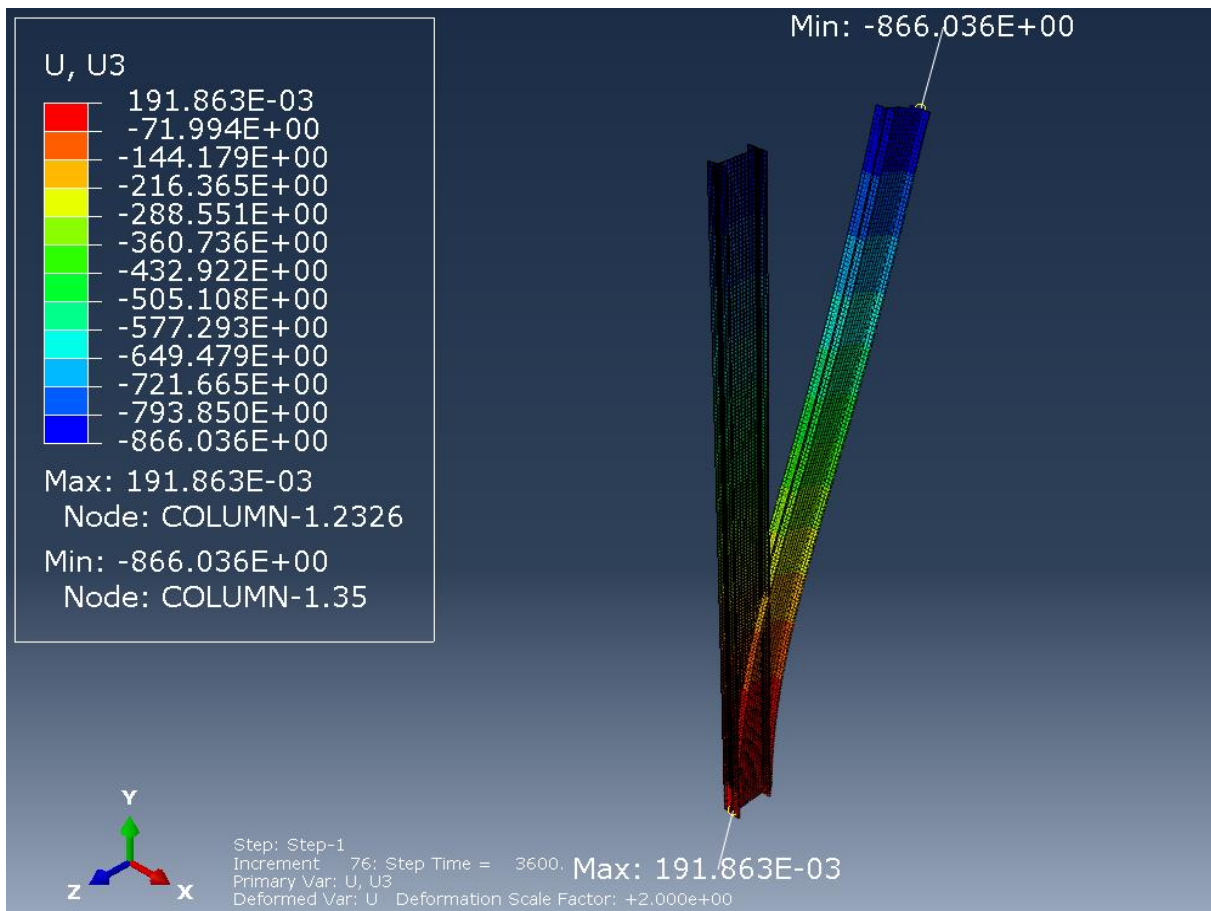 Min: -866.036E+00
U, U3
191.863E-03
-71.994E+00
-144.179E+00
-216.365E+00
-288.551E+00
-360.736E+00
-432.922E+00
-505.108E+00
-577.293E+00
-649.479E+00
-721.665E+00
-793.850E+00
-866.036E+00
Max: 191.863E-03
Node: COLUMN-1.2326
Min: -866.036E+00
Node: COLUMN-1.35
Y
Z
X
Step: Step-1
Increment 76: Step Time = 3600.
Primary Var: U, U3
Deformed Var: U Deformation Scale Factor: +2.000e+00
Max: 191.863E-03